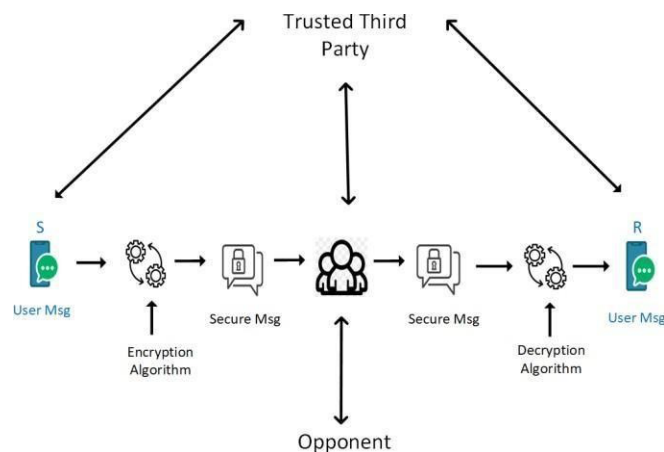 Trusted Third
Party
S
R
User Msg
Secure Msg
Secure Msg
User Msg
Encryption
Algorithm
Decryption
Algorithm
Opponent